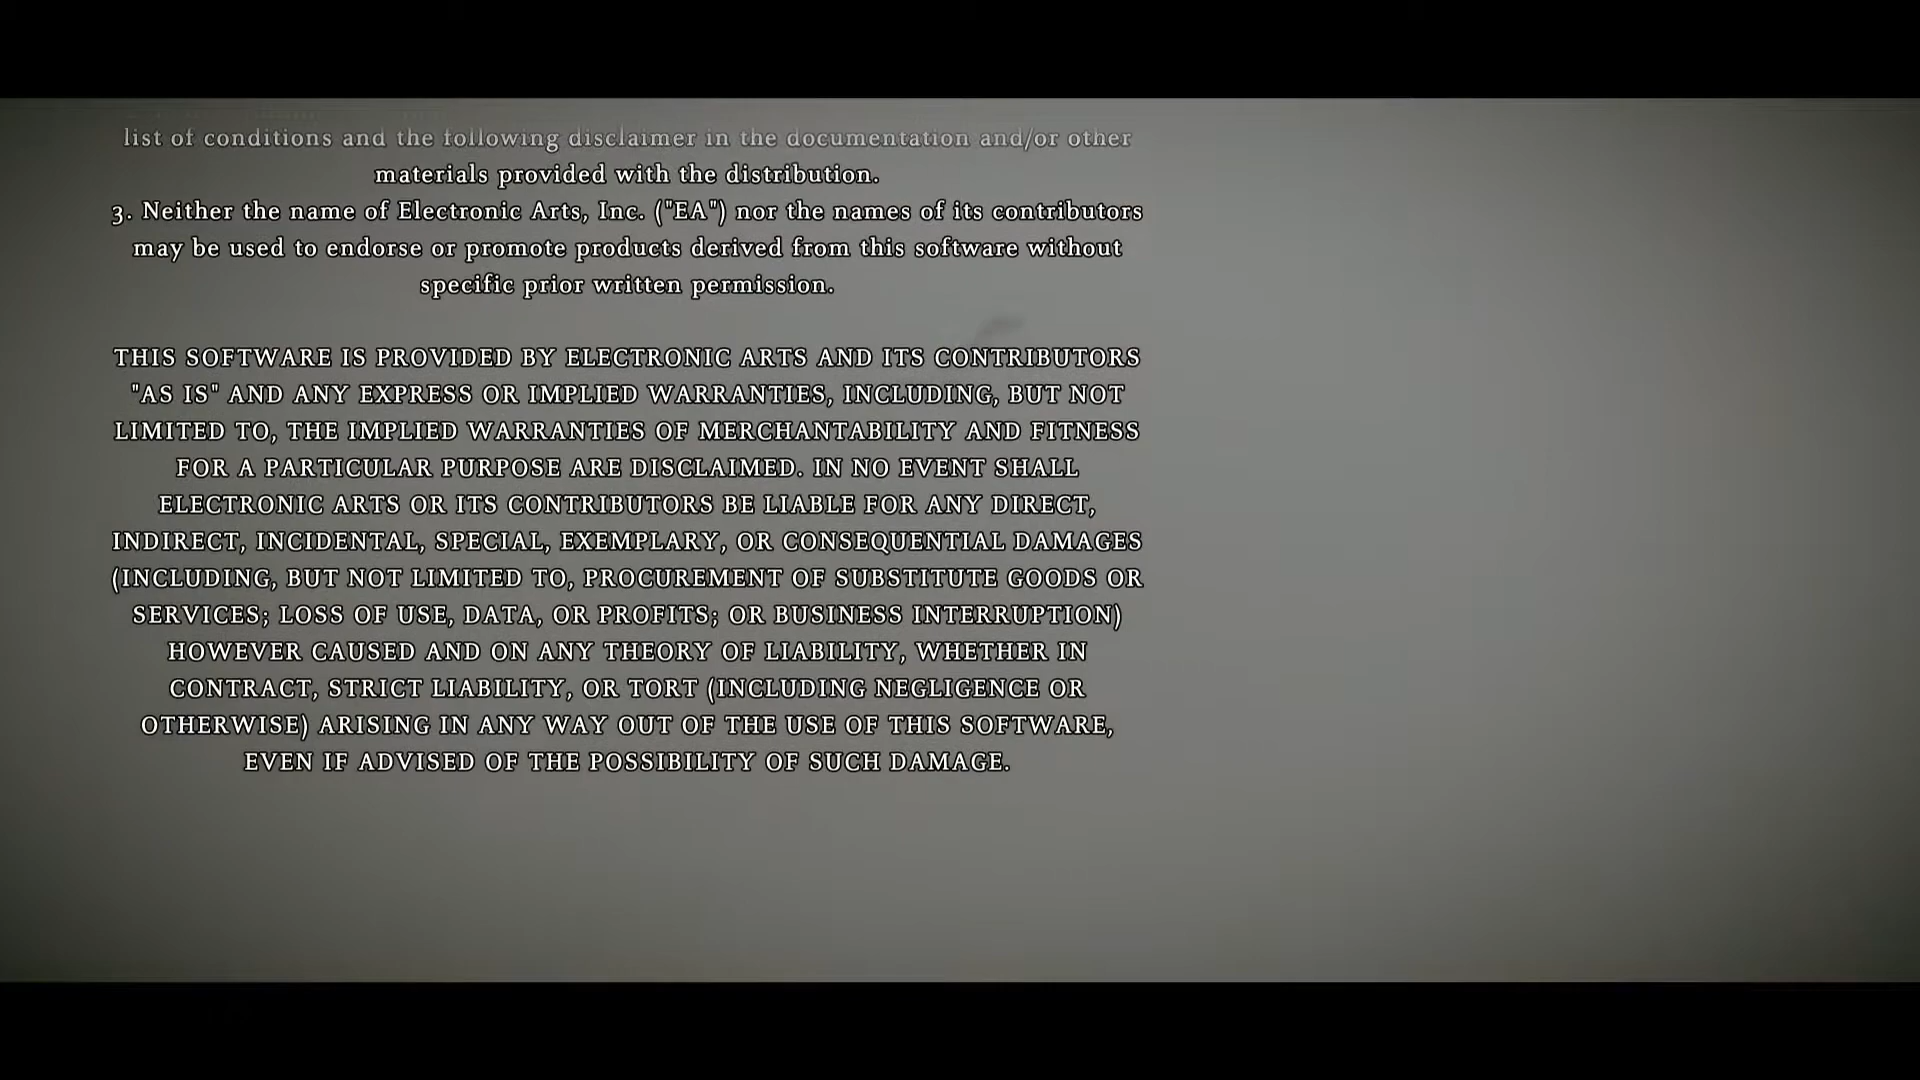 list of conditions and the following disclaimer in the documentation and/or other
materials provided with the distribution.
3. Neither the name of Electronic Arts, Inc. ("EA") nor the names of its contributors
may be used to endorse or promote products derived from this software without
specific prior written permission.
THIS SOFTWARE IS PROVIDED BY ELECTRONIC ARTS AND ITS CONTRIBUTORS
"AS IS" AND ANY EXPRESS OR IMPLIED WARRANTIES, INCLUDING, BUT NOT
LIMITED TO, THE IMPLIED WARRANTIES OF MERCHANTABILITY AND FITNESS
FOR A PARTICULAR PURPOSE ARE DISCLAIMED. IN NO EVENT SHALL
ELECTRONIC ARTS OR ITS CONTRIBUTORS BE LIABLE FOR ANY DIRECT,
INDIRECT, INCIDENTAL, SPECIAL, EXEMPLARY, OR CONSEQUENTIAL DAMAGES
(INCLUDING, BUT NOT LIMITED TO, PROCUREMENT OF SUBSTITUTE GOODS OR
SERVICES; LOSS OF USE, DATA, OR PROFITS; OR BUSINESS INTERRUPTION)
HOWEVER CAUSED AND ON ANY THEORY OF LIABILITY, WHETHER IN
CONTRACT, STRICT LIABILITY, OR TORT (INCLUDING NEGLIGENCE OR
OTHERWISE) ARISING IN ANY WAY OUT OF THE USE OF THIS SOFTWARE,
EVEN IF ADVISED OF THE POSSIBILITY OF SUCH DAMAGE.